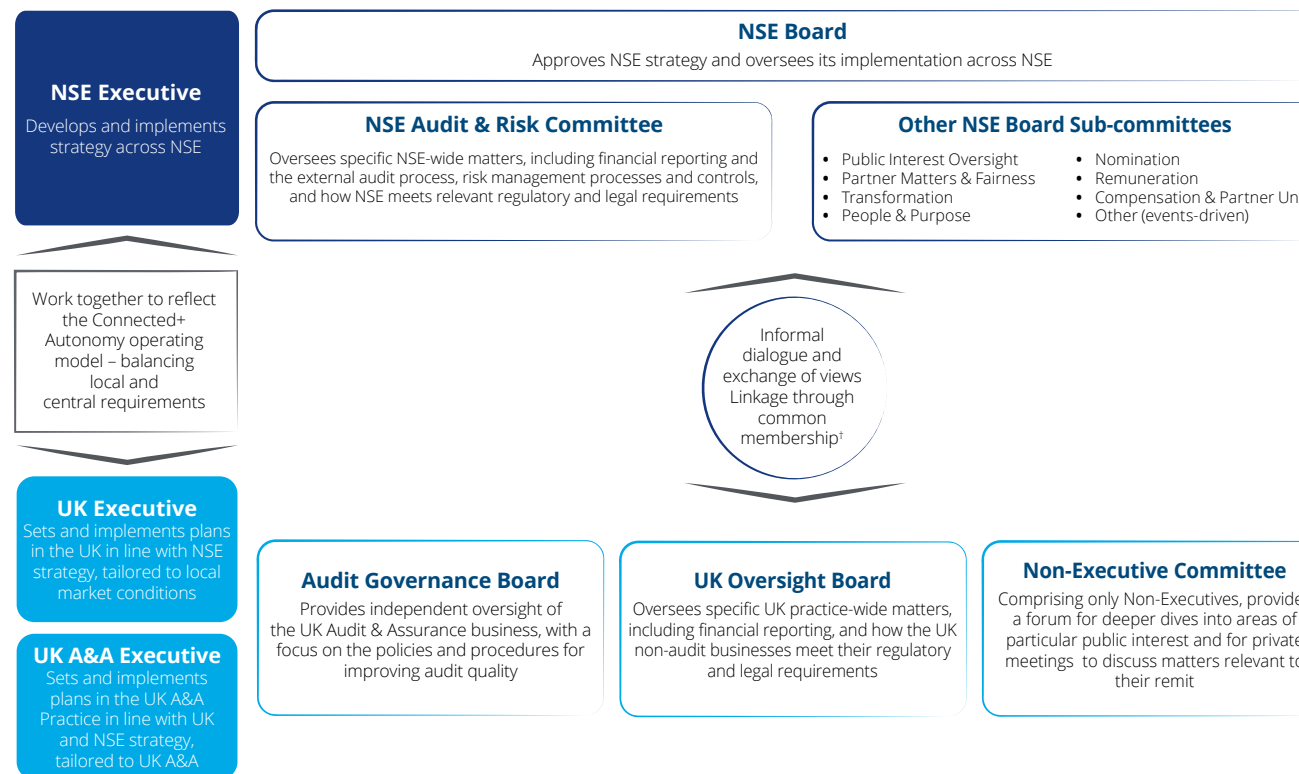 NSE Executive
Develops and implements
strategy across NSE
NSE Board
Approves NSE strategy and oversees its implementation across NSE
NSE Audit & Risk Committee
Oversees specific NSE-wide matters, including financial reporting and
the external audit process, risk management processes and controls,
and how NSE meets relevant regulatory and legal requirements
Other NSE Board Sub-committees
• Public Interest Oversight
• Partner Matters & Fairness
• Transformation
• People & Purpose
• Nomination
• Remuneration
• Compensation & Partner Un
• Other (events-driven)
Work together to reflect
the Connected+
Autonomy operating
model – balancing
local and
central requirements
Informal
dialogue and
exchange of views
Linkage through
common
membership†
UK Executive
Sets and implements plans
in the UK in line with NSE
strategy, tailored to local
market conditions
UK A&A Executive
Sets and implements
plans in the UK A&A
Practice in line with UK
and NSE strategy,
tailored to UK A&A
Audit Governance Board
Provides independent oversight of
the UK Audit & Assurance business, with a
focus on the policies and procedures for
improving audit quality
UK Oversight Board
Oversees specific UK practice-wide matters,
including financial reporting, and how the UK
non-audit businesses meet their regulatory
and legal requirements
Non-Executive Committee
Comprising only Non-Executives, provide
a forum for deeper dives into areas of
particular public interest and for private
meetings to discuss matters relevant to
their remit